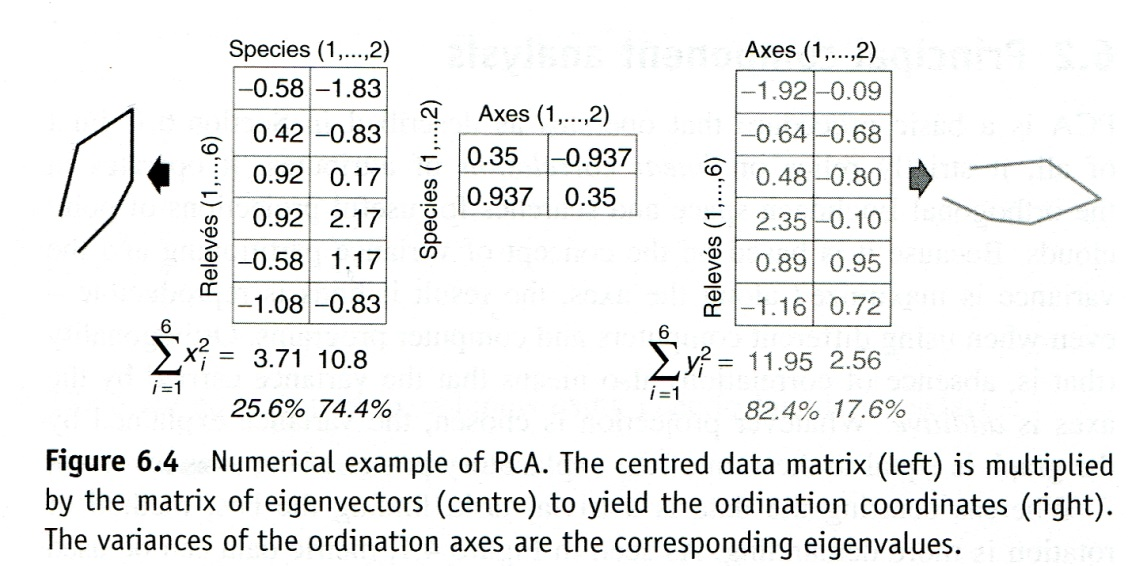 Species (1,...,2)
Relevés (1,...,6)
−0.58 −1.83
0.42 −0.83
0.92 0.17
0.92 2.17
−0.58 1.17
−1.08 −0.83
6
∑ x²i = 3.71 10.8
i=1
25.6% 74.4%
Axes (1,...,2)
Species (1,...,2)
0.35 −0.937
0.937 0.35
Axes (1,...,2)
Relevés (1,...,6)
−1.92 −0.09
−0.64 −0.68
0.48 −0.80
2.35 −0.10
0.89 0.95
−1.16 0.72
6
∑ y²i = 11.95 2.56
i=1
82.4% 17.6%
Figure 6.4 Numerical example of PCA. The centred data matrix (left) is multiplied
by the matrix of eigenvectors (centre) to yield the ordination coordinates (right).
The variances of the ordination axes are the corresponding eigenvalues.